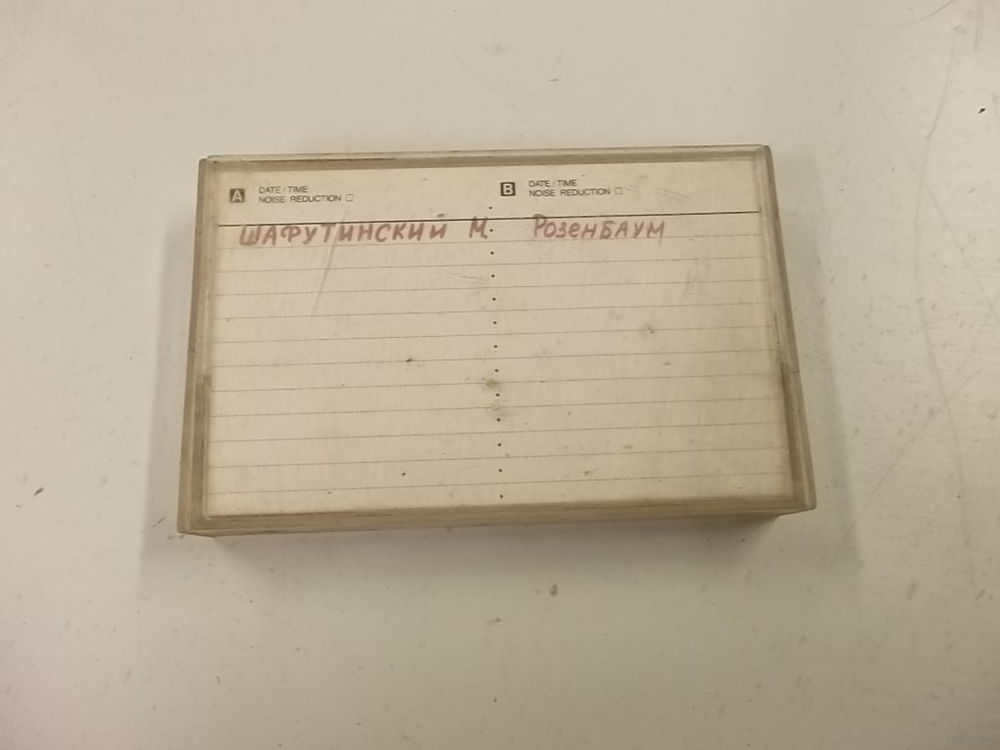 A DATE / TIME
NOISE REDUCTION
B DATE / TIME
NOISE REDUCTION
ШАФУТИНСКИЙ М. РозенБАУМ